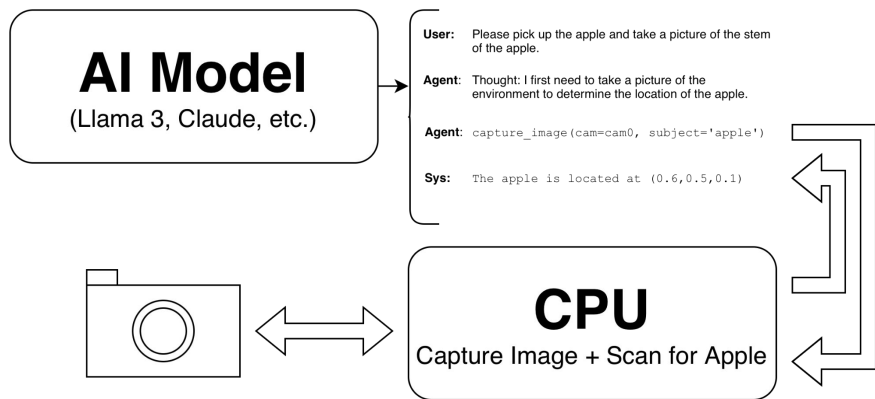 AI Model
(Llama 3, Claude, etc.)
User: Please pick up the apple and take a picture of the stem
of the apple.
Agent: Thought: I first need to take a picture of the
environment to determine the location of the apple.
Agent: capture_image(cam=cam0, subject='apple')
Sys: The apple is located at (0.6,0.5,0.1)
CPU
Capture Image + Scan for Apple